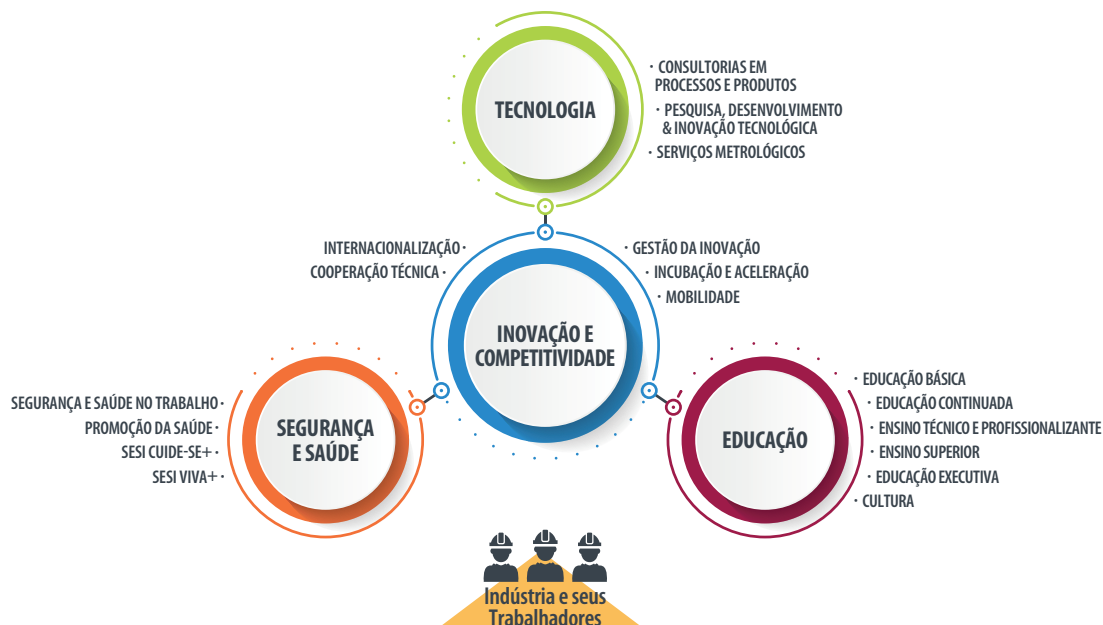 TECNOLOGIA
· CONSULTORIAS EM
PROCESSOS E PRODUTOS
· PESQUISA, DESENVOLVIMENTO
& INOVAÇÃO TECNOLÓGICA
· SERVIÇOS METROLÓGICOS
INTERNACIONALIZAÇÃO ·
COOPERAÇÃO TÉCNICA ·
· GESTÃO DA INOVAÇÃO
· INCUBAÇÃO E ACELERAÇÃO
· MOBILIDADE
INOVAÇÃO E
COMPETITIVIDADE
SEGURANÇA E SAÚDE NO TRABALHO ·
PROMOÇÃO DA SAÚDE ·
SESI CUIDE-SE+ ·
SESI VIVA+ ·
SEGURANÇA
E SAÚDE
EDUCAÇÃO
· EDUCAÇÃO BÁSICA
· EDUCAÇÃO CONTINUADA
· ENSINO TÉCNICO E PROFISSIONALIZANTE
· ENSINO SUPERIOR
· EDUCAÇÃO EXECUTIVA
· CULTURA
Indústria e seus
Trabalhadores